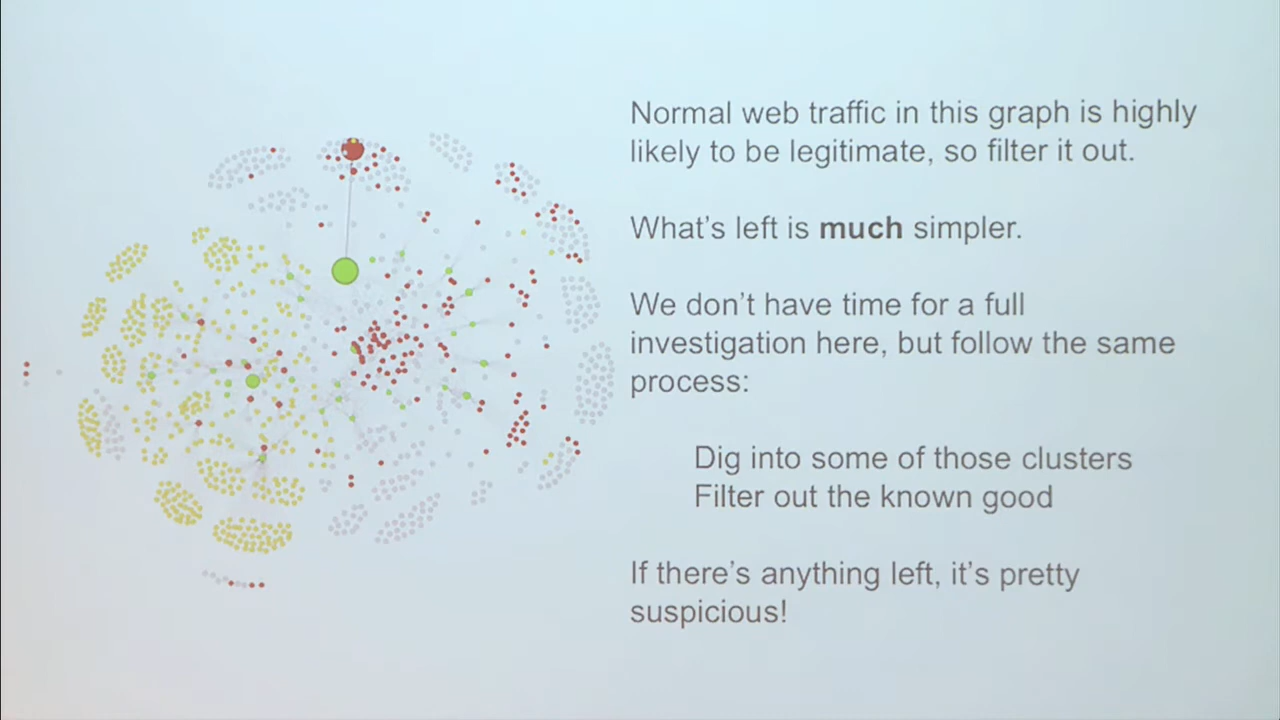 Normal web traffic in this graph is highly
likely to be legitimate, so filter it out.
What's left is much simpler.
We don't have time for a full
investigation here, but follow the same
process:
Dig into some of those clusters
Filter out the known good
If there's anything left, it's pretty
suspicious!